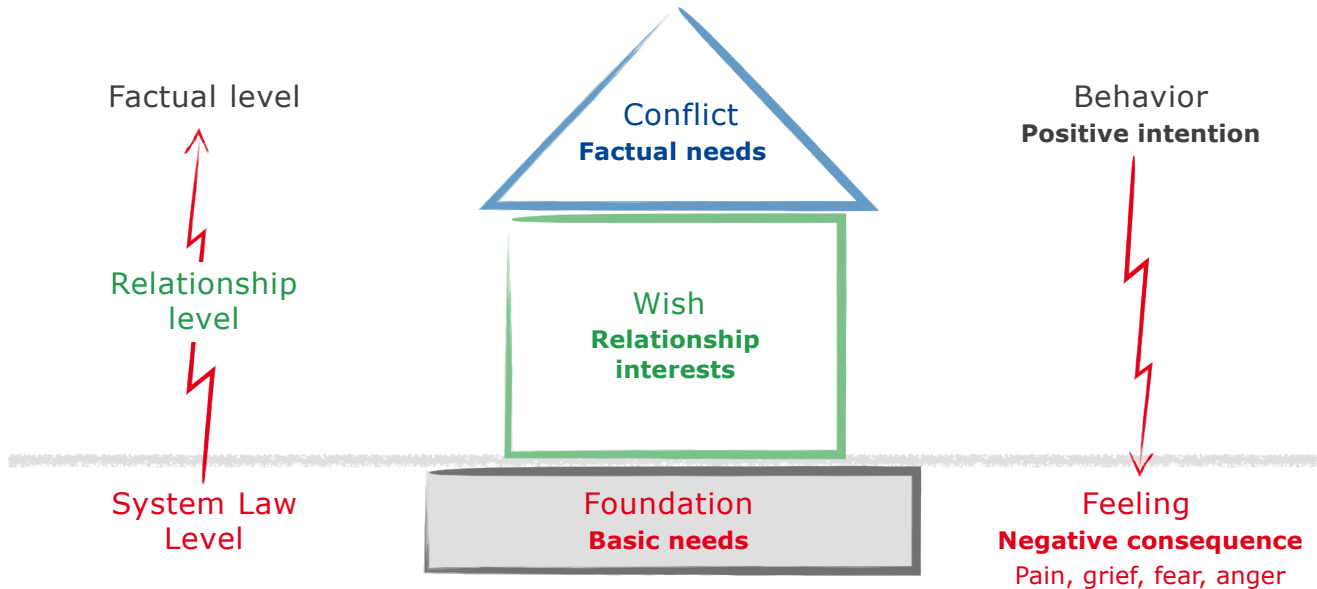 Factual level
Relationship
level
System Law
Level
Conflict
Factual needs
Wish
Relationship
interests
Foundation
Basic needs
Behavior
Positive intention
Feeling
Negative consequence
Pain, grief, fear, anger